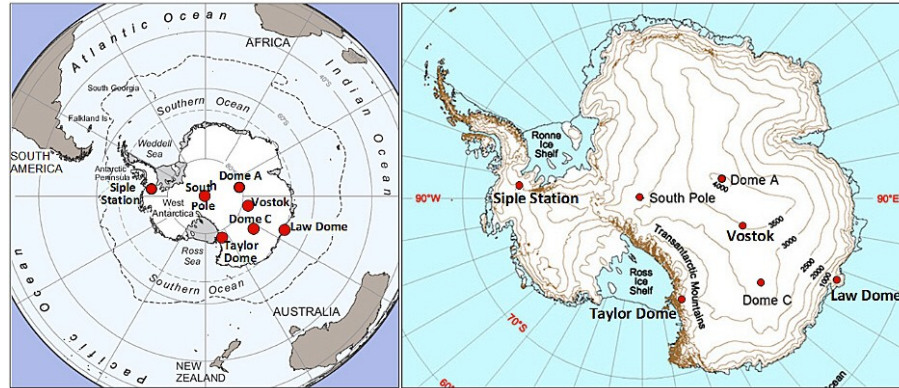 Atlantic Ocean
AFRICA
Indian Ocean
South Georgia
Falkland Is
Southern Ocean
SOUTH
AMERICA
Weddell
Sea
Antarctic
Peninsula
Siple
Station
South
Pole
Dome A
Vostok
West
Antarctica
Dome C
Law Dome
Ross
Sea
Taylor
Dome
Southern Ocean
Pacific Ocean
AUSTRALIA
NEW
ZEALAND
Ronne
Ice
Shelf
90°W
Siple Station
South Pole
Dome A
4000
90°E
Vostok
3500
3000
2500
2000
1000
Transantarctic Mountains
Ross
Ice
Shelf
Dome C
Law Dome
Taylor Dome
70°S
60°
ocean